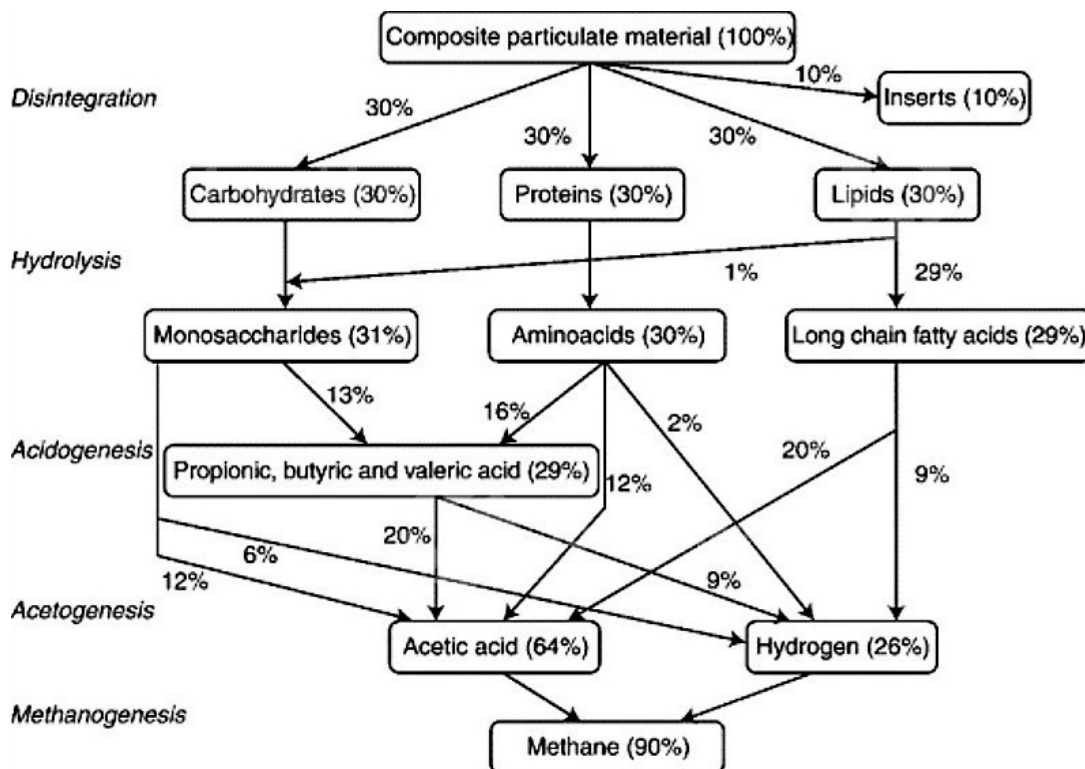 Composite particulate material (100%)
10%
Disintegration
Inserts (10%)
30%
30%
30%
Carbohydrates (30%)
Proteins (30%)
Lipids (30%)
Hydrolysis
1%
29%
Monosaccharides (31%)
Aminoacids (30%)
Long chain fatty acids (29%)
13%
16%
2%
Acidogenesis
20%
Propionic, butyric and valeric acid (29%)
12%
9%
20%
6%
12%
9%
Acetogenesis
Acetic acid (64%)
Hydrogen (26%)
Methanogenesis
Methane (90%)